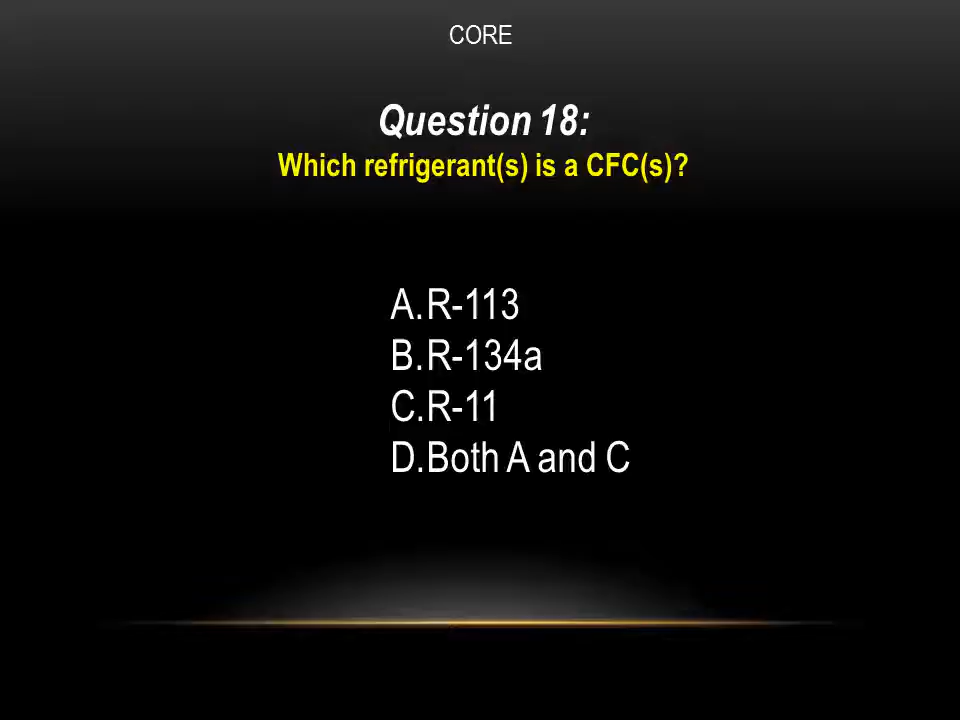 CORE
Question 18:
Which refrigerant(s) is a CFC(s)?
A.R-113
B.R-134a
C.R-11
D.Both A and C